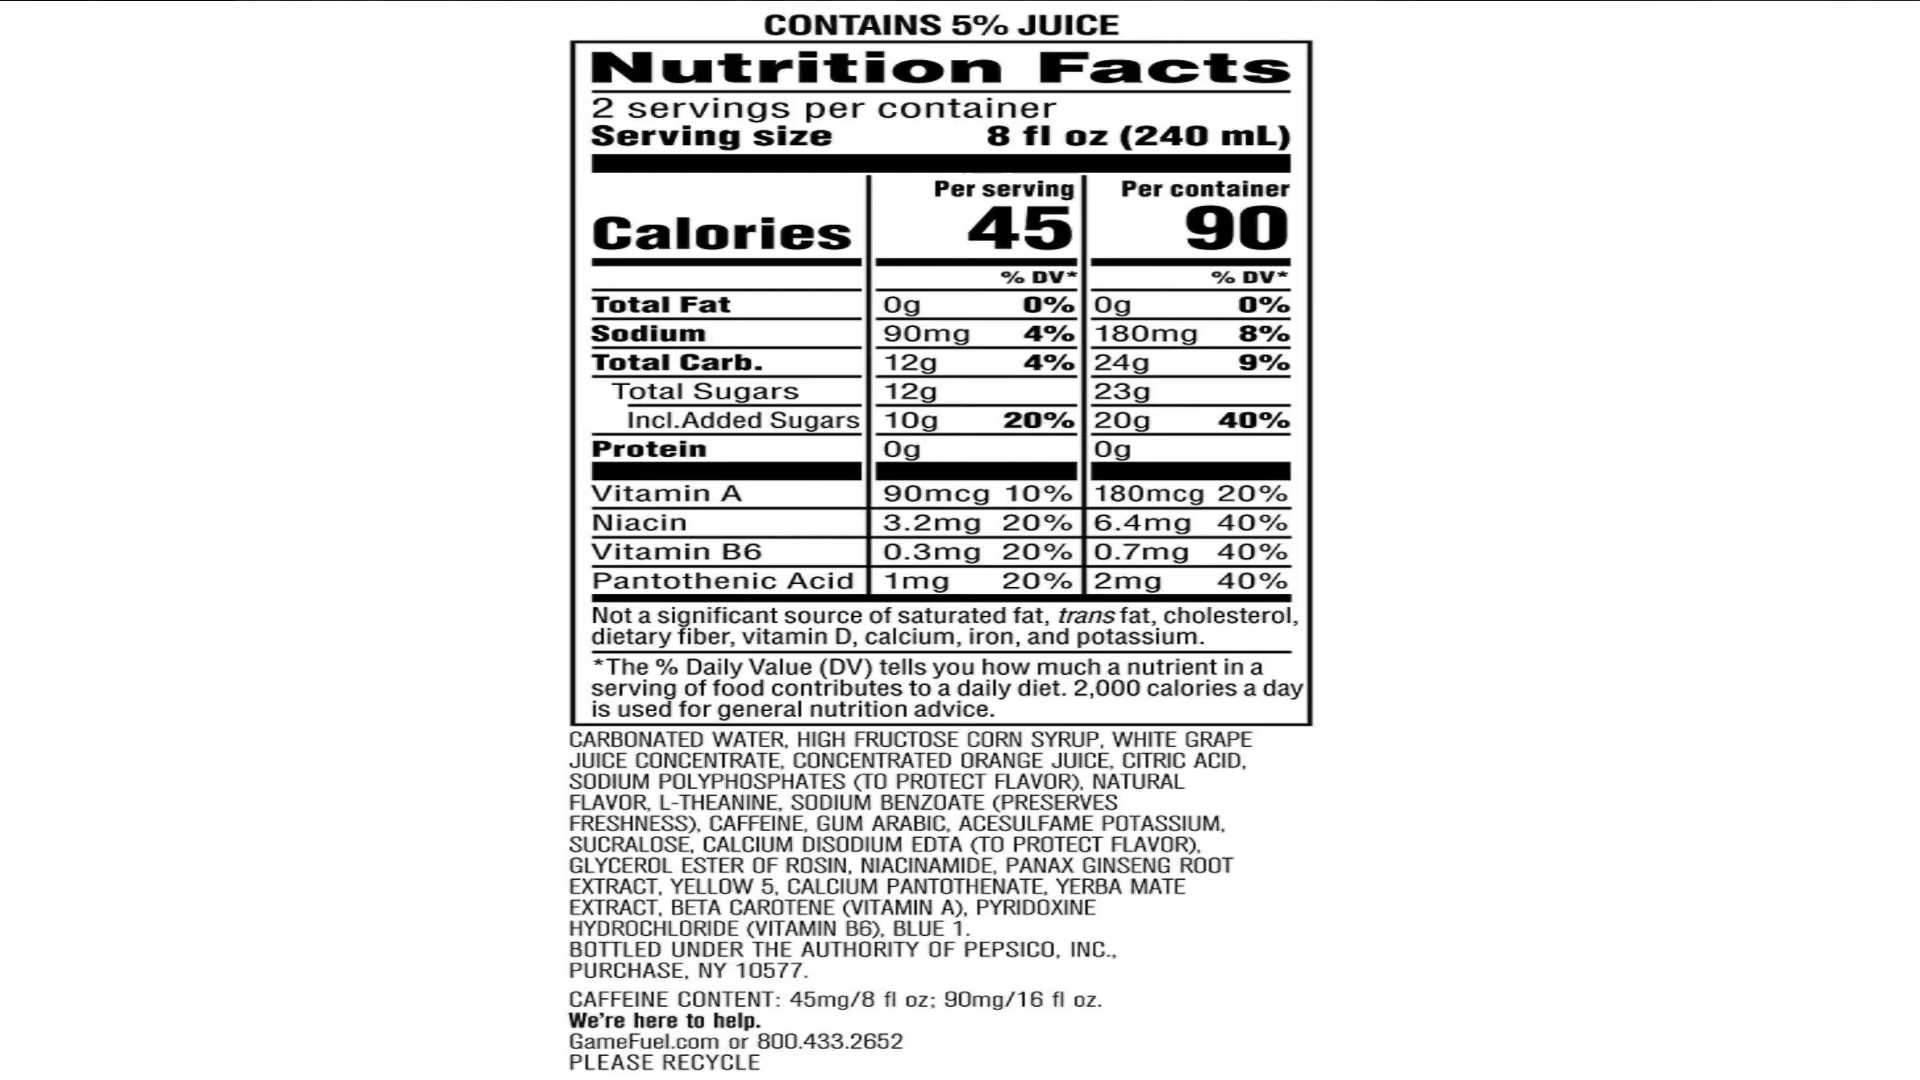 CONTAINS 5% JUICE
Nutrition Facts
2 servings per container
Serving size 8 fl oz (240 mL)
Per serving Per container
Calories 45 90
% DV* % DV*
Total Fat 0g 0% 0g 0%
Sodium 90mg 4% 180mg 8%
Total Carb. 12g 4% 24g 9%
Total Sugars 12g 23g
Incl.Added Sugars 10g 20% 20g 40%
Protein 0g 0g
Vitamin A 90mcg 10% 180mcg 20%
Niacin 3.2mg 20% 6.4mg 40%
Vitamin B6 0.3mg 20% 0.7mg 40%
Pantothenic Acid 1mg 20% 2mg 40%
Not a significant source of saturated fat, trans fat, cholesterol,
dietary fiber, vitamin D, calcium, iron, and potassium.
*The % Daily Value (DV) tells you how much a nutrient in a
serving of food contributes to a daily diet. 2,000 calories a day
is used for general nutrition advice.
CARBONATED WATER, HIGH FRUCTOSE CORN SYRUP, WHITE GRAPE
JUICE CONCENTRATE, CONCENTRATED ORANGE JUICE, CITRIC ACID,
SODIUM POLYPHOSPHATES (TO PROTECT FLAVOR), NATURAL
FLAVOR, L-THEANINE, SODIUM BENZOATE (PRESERVES
FRESHNESS), CAFFEINE, GUM ARABIC, ACESULFAME POTASSIUM,
SUCRALOSE, CALCIUM DISODIUM EDTA (TO PROTECT FLAVOR),
GLYCEROL ESTER OF ROSIN, NIACINAMIDE, PANAX GINSENG ROOT
EXTRACT, YELLOW 5, CALCIUM PANTOTHENATE, YERBA MATE
EXTRACT, BETA CAROTENE (VITAMIN A), PYRIDOXINE
HYDROCHLORIDE (VITAMIN B6), BLUE 1.
BOTTLED UNDER THE AUTHORITY OF PEPSICO, INC.,
PURCHASE, NY 10577.
CAFFEINE CONTENT: 45mg/8 fl oz; 90mg/16 fl oz.
We're here to help.
GameFuel.com or 800.433.2652
PLEASE RECYCLE